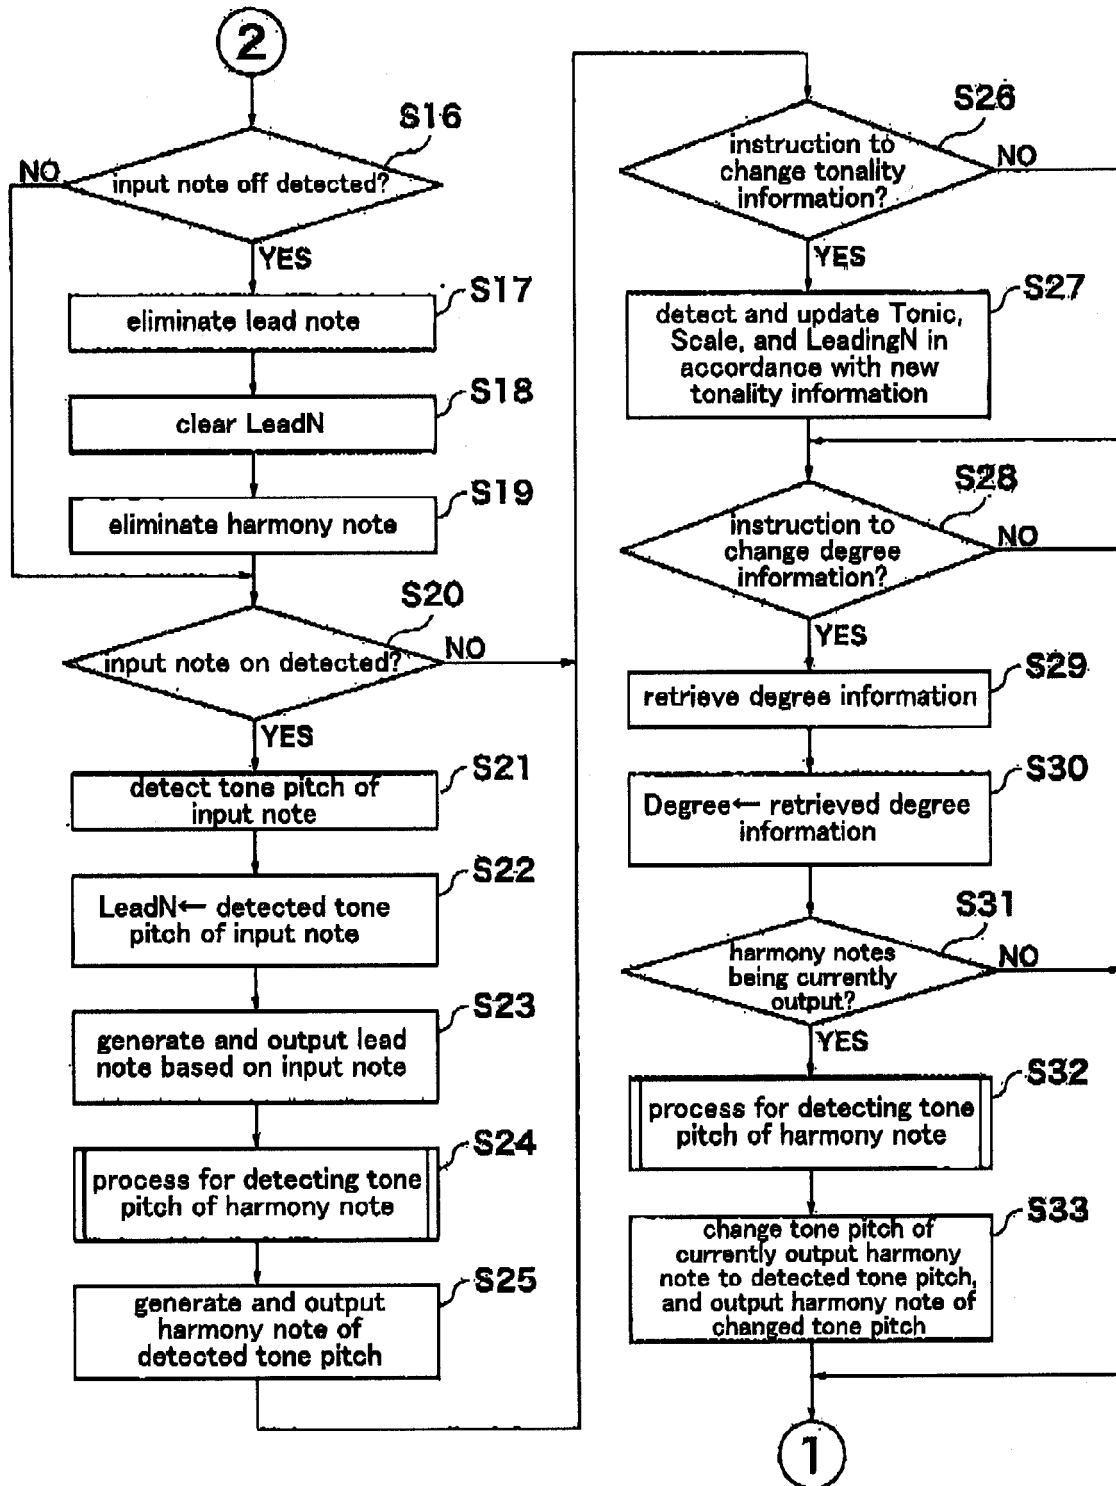 2
S16
NO
input note off detected?
YES
S17
eliminate lead note
S18
clear LeadN
S19
eliminate harmony note
S20
input note on detected?
NO
YES
S21
detect tone pitch of
input note
S22
LeadN← detected tone
pitch of input note
S23
generate and output lead
note based on input note
S24
process for detecting tone
pitch of harmony note
S25
generate and output
harmony note of
detected tone pitch
S26
instruction to
change tonality
information?
NO
YES
S27
detect and update Tonic,
Scale, and LeadingN in
accordance with new
tonality information
S28
instruction to
change degree
information?
NO
YES
S29
retrieve degree information
S30
Degree← retrieved degree
information
S31
harmony notes
being currently
output?
NO
YES
S32
process for detecting tone
pitch of harmony note
S33
change tone pitch of
currently output harmony
note to detected tone pitch,
and output harmony note of
changed tone pitch
1